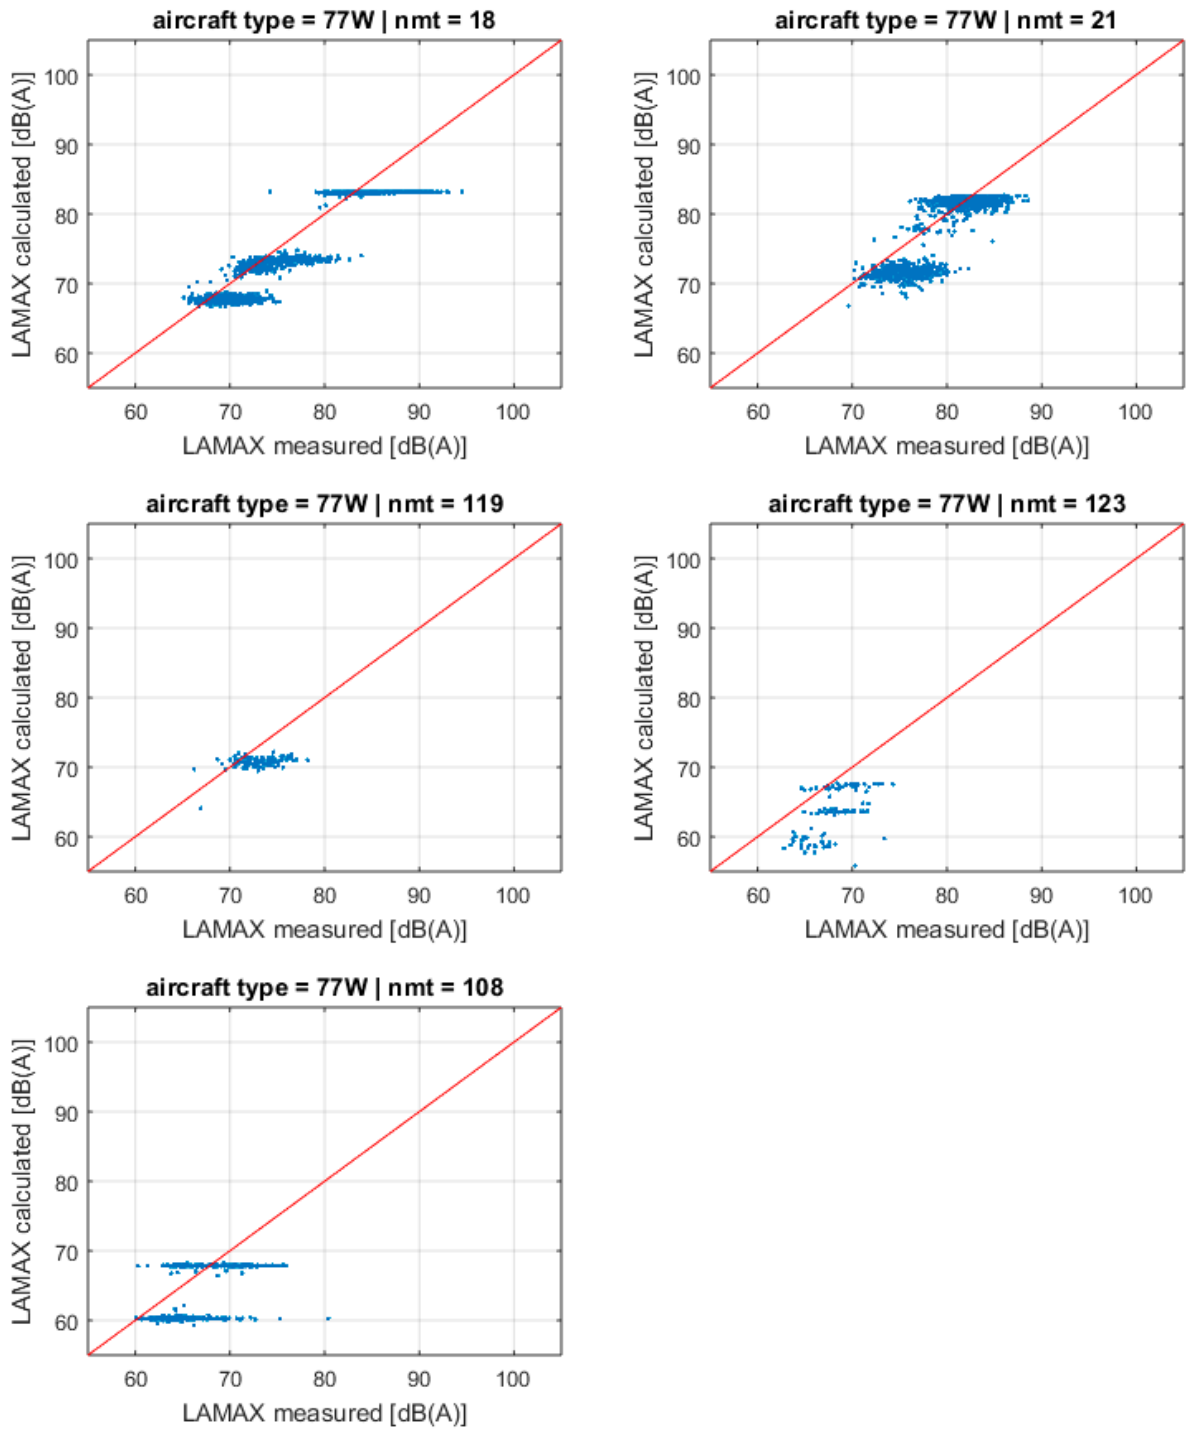 aircraft type = 77W | nmt = 18
LAMAX calculated [dB(A)]
100
90
80
70
60
60 70 80 90 100
LAMAX measured [dB(A)]
aircraft type = 77W | nmt = 21
LAMAX calculated [dB(A)]
100
90
80
70
60
60 70 80 90 100
LAMAX measured [dB(A)]
aircraft type = 77W | nmt = 119
LAMAX calculated [dB(A)]
100
90
80
70
60
60 70 80 90 100
LAMAX measured [dB(A)]
aircraft type = 77W | nmt = 123
LAMAX calculated [dB(A)]
100
90
80
70
60
60 70 80 90 100
LAMAX measured [dB(A)]
aircraft type = 77W | nmt = 108
LAMAX calculated [dB(A)]
100
90
80
70
60
60 70 80 90 100
LAMAX measured [dB(A)]